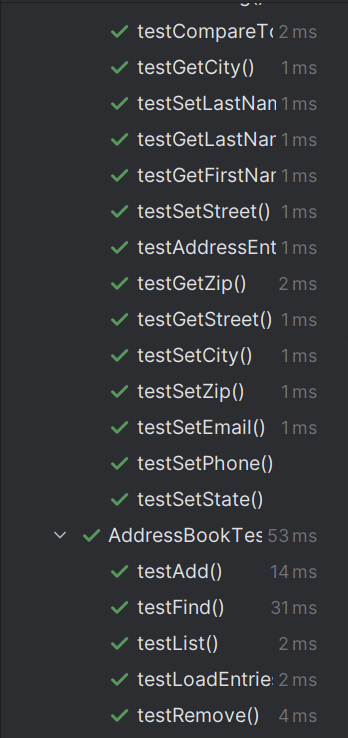 testCompareTo 2 ms
testGetCity() 1 ms
testSetLastNam 1 ms
testGetLastNar 1 ms
testGetFirstNar 1 ms
testSetStreet() 1 ms
testAddressEnt 1 ms
testGetZip() 2 ms
testGetStreet() 1 ms
testSetCity() 1 ms
testSetZip() 1 ms
testSetEmail() 1 ms
testSetPhone()
testSetState()
AddressBookTes 53 ms
testAdd() 14 ms
testFind() 31 ms
testList() 2 ms
testLoadEntries 2 ms
testRemove() 4 ms